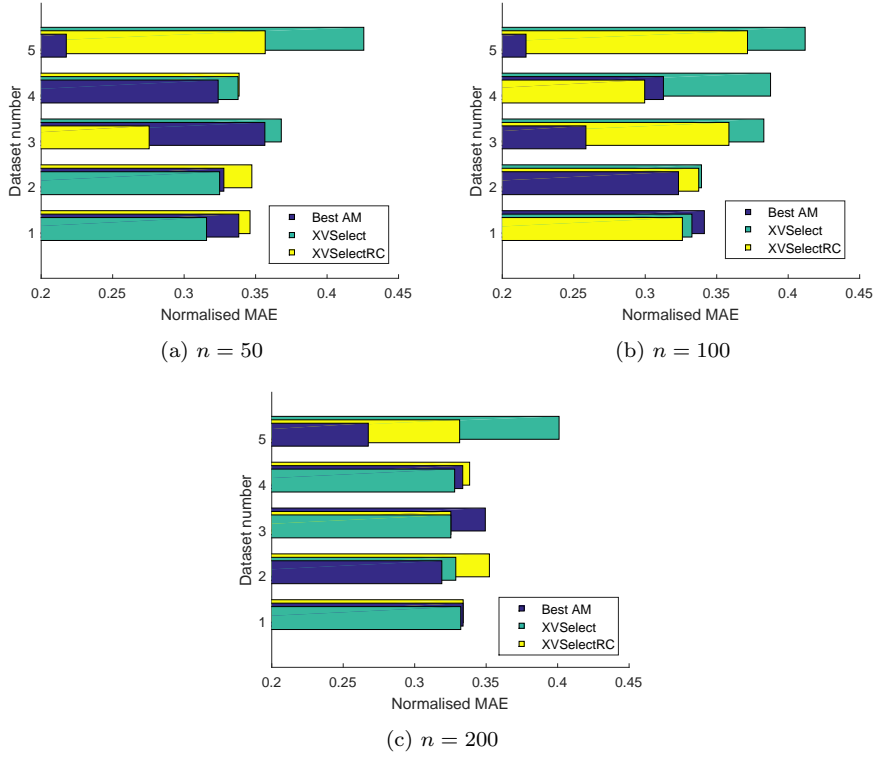 Dataset number
5
4
3
2
1
Best AM
XVSelect
XVSelectRC
0.2 0.25 0.3 0.35 0.4 0.45
Normalised MAE
(a) n = 50
Dataset number
5
4
3
2
1
Best AM
XVSelect
XVSelectRC
0.2 0.25 0.3 0.35 0.4 0.45
Normalised MAE
(b) n = 100
Dataset number
5
4
3
2
1
Best AM
XVSelect
XVSelectRC
0.2 0.25 0.3 0.35 0.4 0.45
Normalised MAE
(c) n = 200